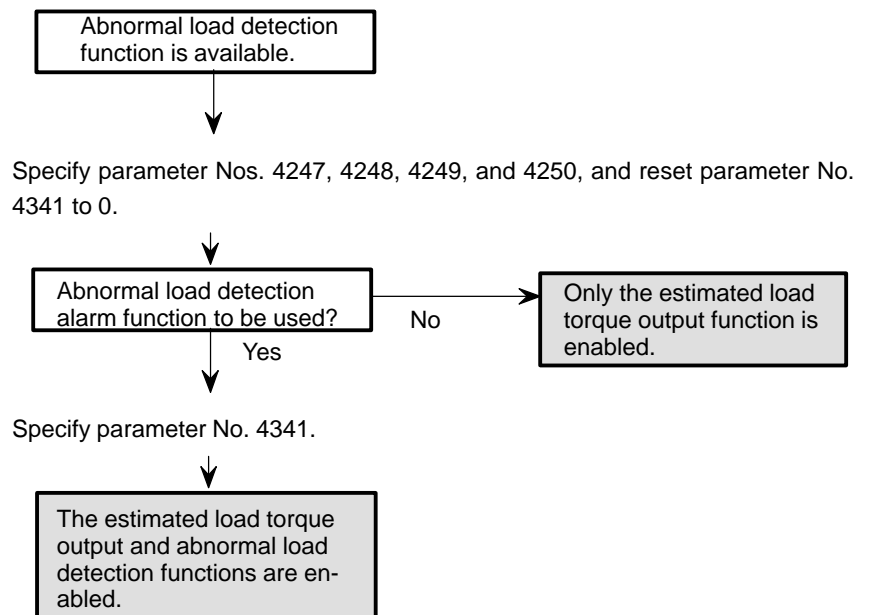 Abnormal load detection
function is available.
Specify parameter Nos. 4247, 4248, 4249, and 4250, and reset parameter No.
4341 to 0.
Abnormal load detection
alarm function to be used?
No
Only the estimated load
torque output function is
enabled.
Yes
Specify parameter No. 4341.
The estimated load torque
output and abnormal load
detection functions are en-
abled.